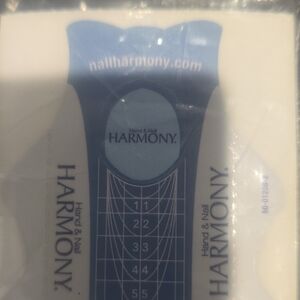 nailharmony.com
Hand & Nail
HARMONY.
1 1
2 2
3 3
4 4
5 5
Hand & Nail
HARMONY.
Hand & Nail
HARMONY.